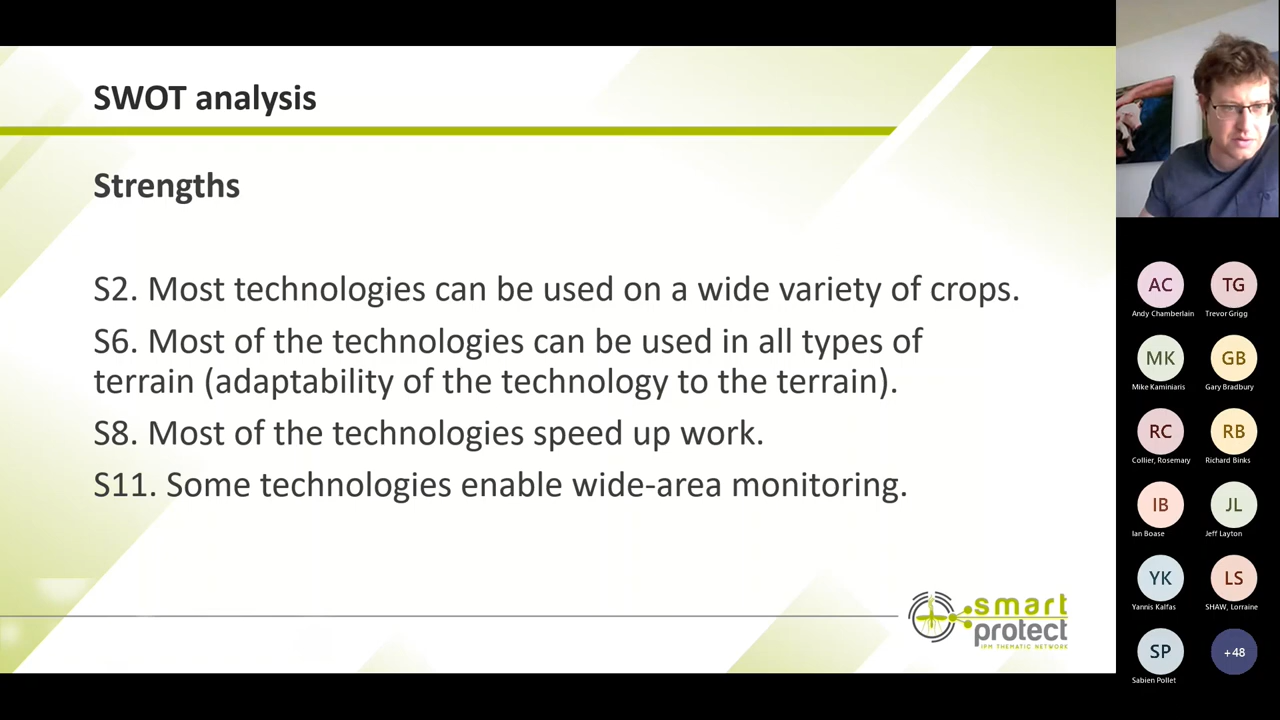 SWOT analysis
Strengths
S2. Most technologies can be used on a wide variety of crops.
S6. Most of the technologies can be used in all types of
terrain (adaptability of the technology to the terrain).
S8. Most of the technologies speed up work.
S11. Some technologies enable wide-area monitoring.
smart
protect
IPM THEMATIC NETWORK
AC TG
Andy Chamberlain Trevor Grigg
MK GB
Mike Kaminiaris Gary Bradbury
RC RB
Collier, Rosemary Richard Binks
IB JL
Ian Boase Jeff Layton
YK LS
Yannis Kalfas SHAW, Lorraine
SP +48
Sabien Pollet